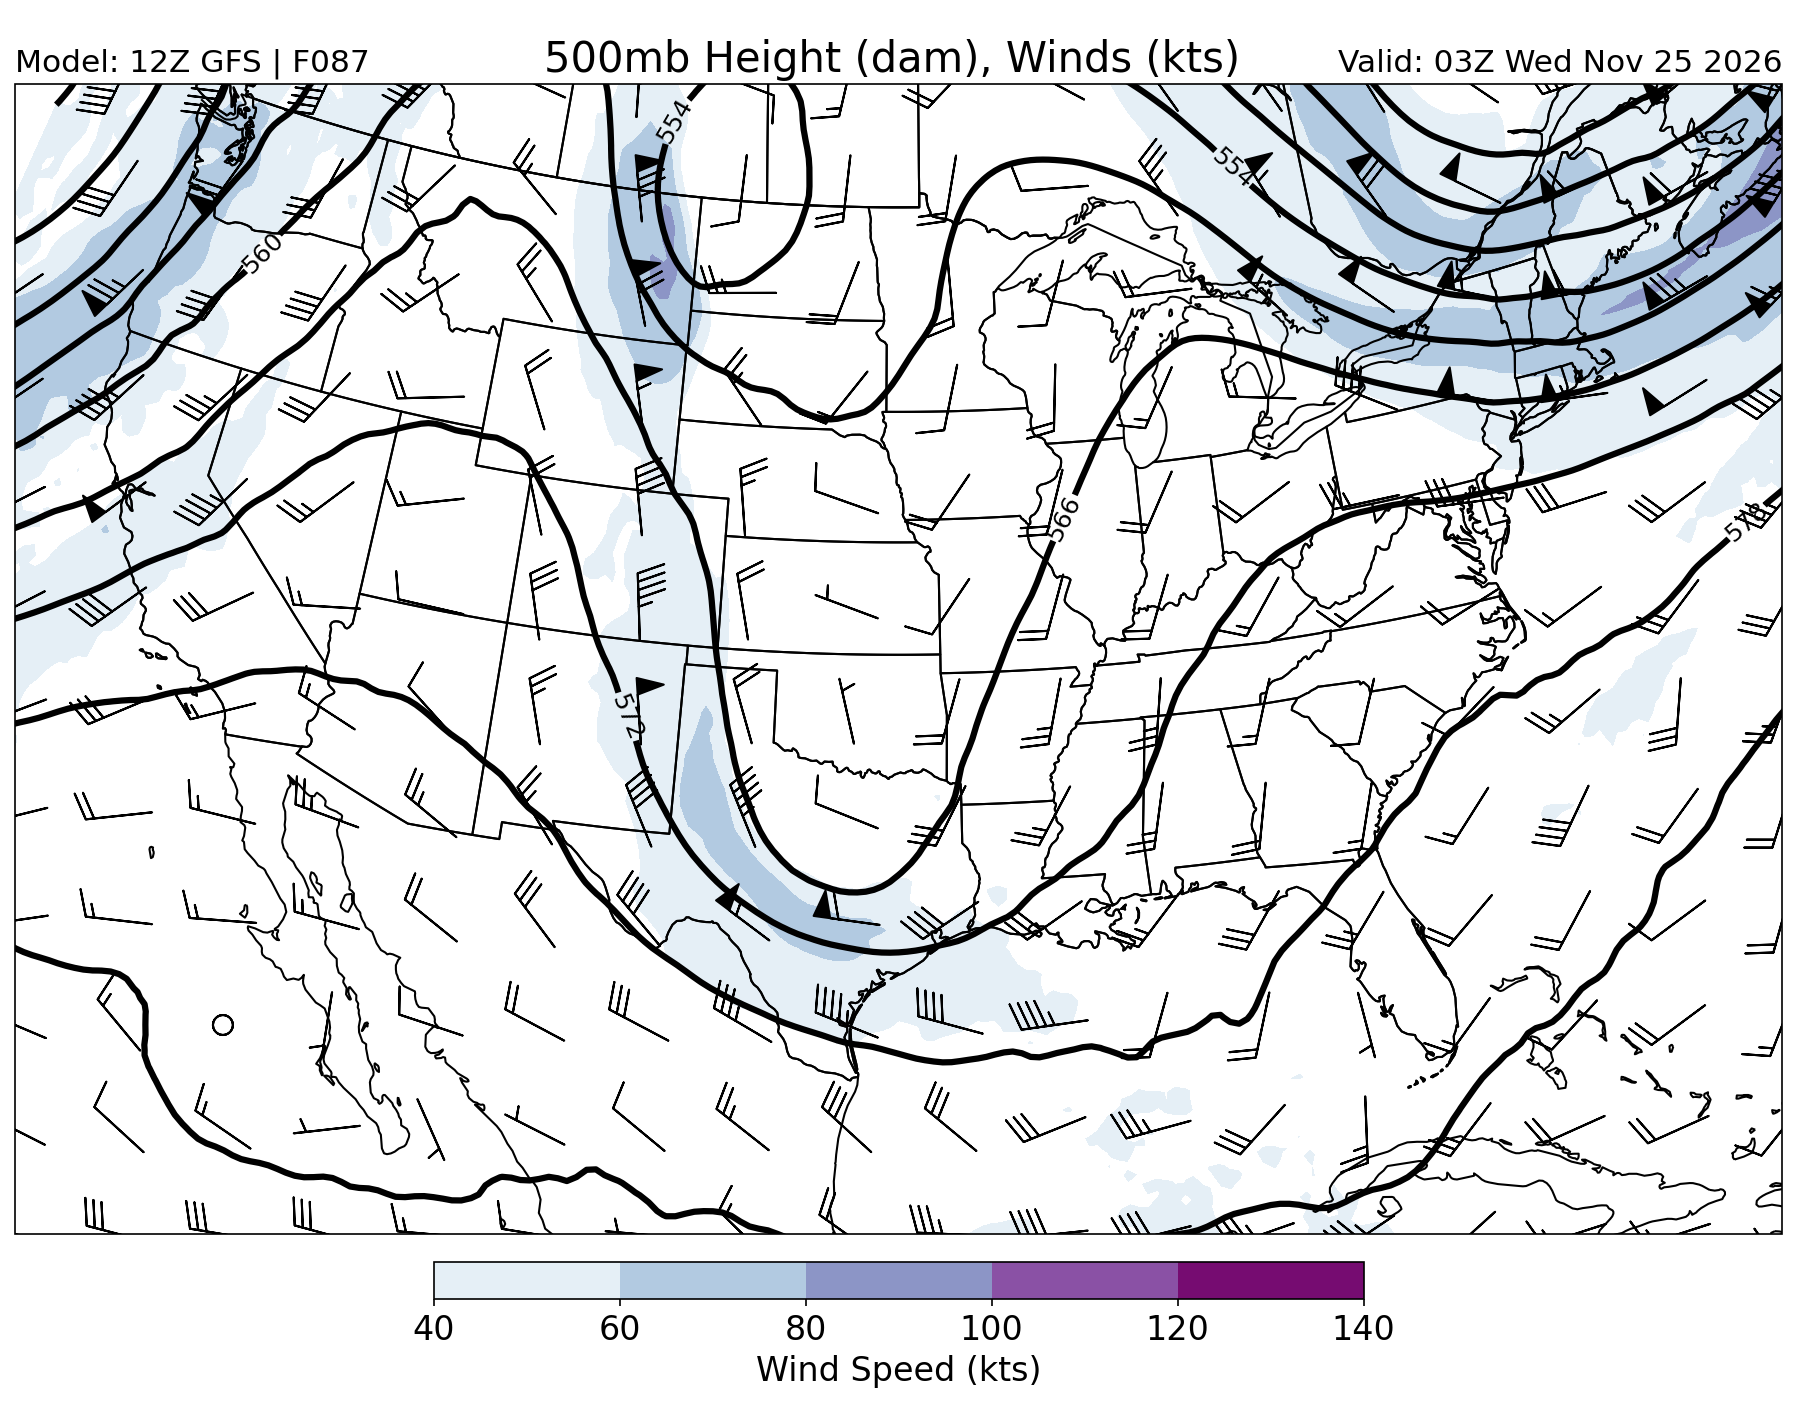 Model: 12Z GFS | F087
500mb Height (dam), Winds (kts)
Valid: 03Z Wed Nov 25 2026
554
554
560
566
578
572
40 60 80 100 120 140
Wind Speed (kts)